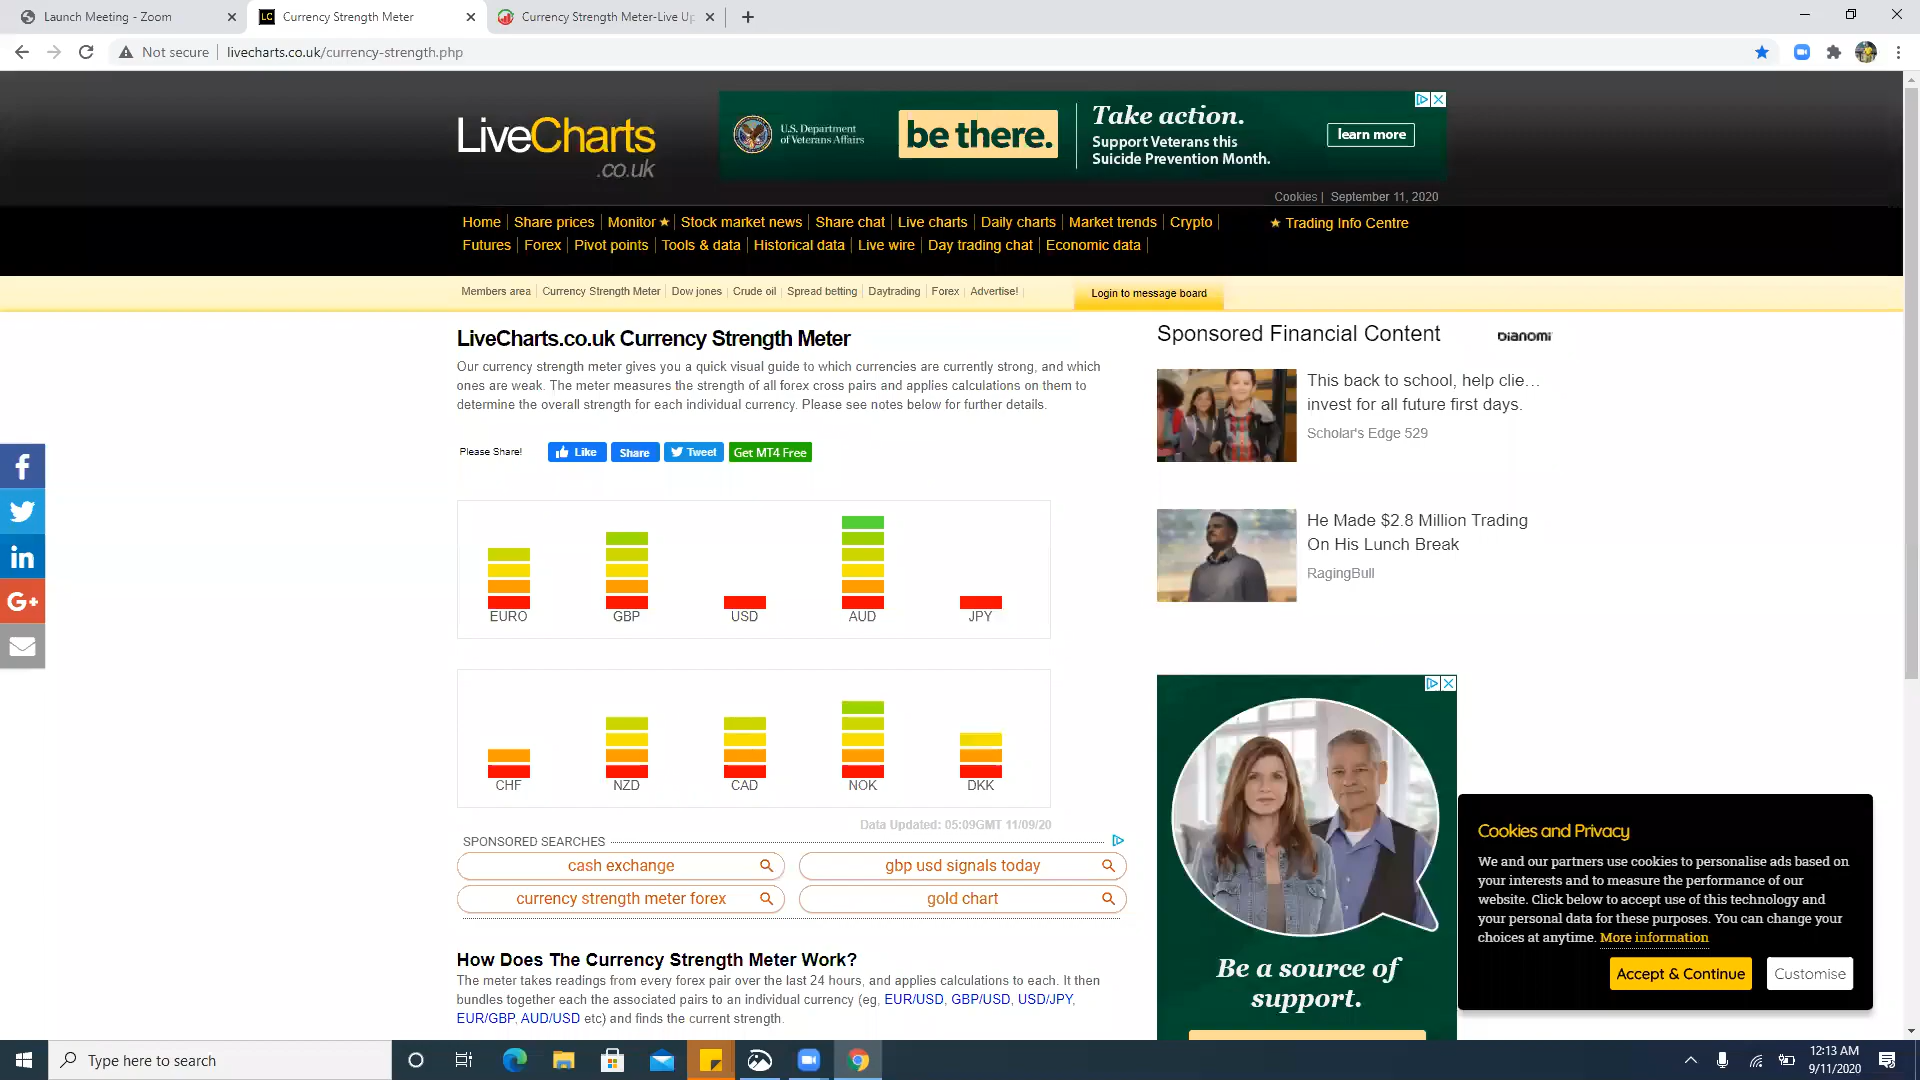 Launch Meeting - Zoom
Currency Strength Meter
Currency Strength Meter-Live Up
Not secure
livecharts.co.uk/currency-strength.php
LiveCharts
.co.uk
U.S. Department
of Veterans Affairs
be there.
Take action.
Support Veterans this
Suicide Prevention Month.
learn more
Cookies | September 11, 2020
Home | Share prices | Monitor ★ | Stock market news | Share chat | Live charts | Daily charts | Market trends | Crypto |
★ Trading Info Centre
Futures | Forex | Pivot points | Tools & data | Historical data | Live wire | Day trading chat | Economic data |
Members area | Currency Strength Meter | Dow jones | Crude oil | Spread betting | Daytrading | Forex | Advertise! |
Login to message board
LiveCharts.co.uk Currency Strength Meter
Our currency strength meter gives you a quick visual guide to which currencies are currently strong, and which
ones are weak. The meter measures the strength of all forex cross pairs and applies calculations on them to
determine the overall strength for each individual currency. Please see notes below for further details.
Please Share!
Like
Share
Tweet
Get MT4 Free
EURO GBP USD AUD JPY
CHF NZD CAD NOK DKK
Data Updated: 05:09GMT 11/09/20
SPONSORED SEARCHES
cash exchange
gbp usd signals today
currency strength meter forex
gold chart
How Does The Currency Strength Meter Work?
The meter takes readings from every forex pair over the last 24 hours, and applies calculations to each. It then
bundles together each the associated pairs to an individual currency (eg, EUR/USD, GBP/USD, USD/JPY,
EUR/GBP, AUD/USD etc) and finds the current strength.
Sponsored Financial Content
bianomi
This back to school, help clie…
invest for all future first days.
Scholar's Edge 529
He Made $2.8 Million Trading
On His Lunch Break
RagingBull
Be a source of
support.
Cookies and Privacy
We and our partners use cookies to personalise ads based on
your interests and to measure the performance of our
website. Click below to accept use of this technology and
your personal data for these purposes. You can change your
choices at anytime. More information
Accept & Continue
Customise
f
in
G+
Type here to search
12:13 AM
9/11/2020